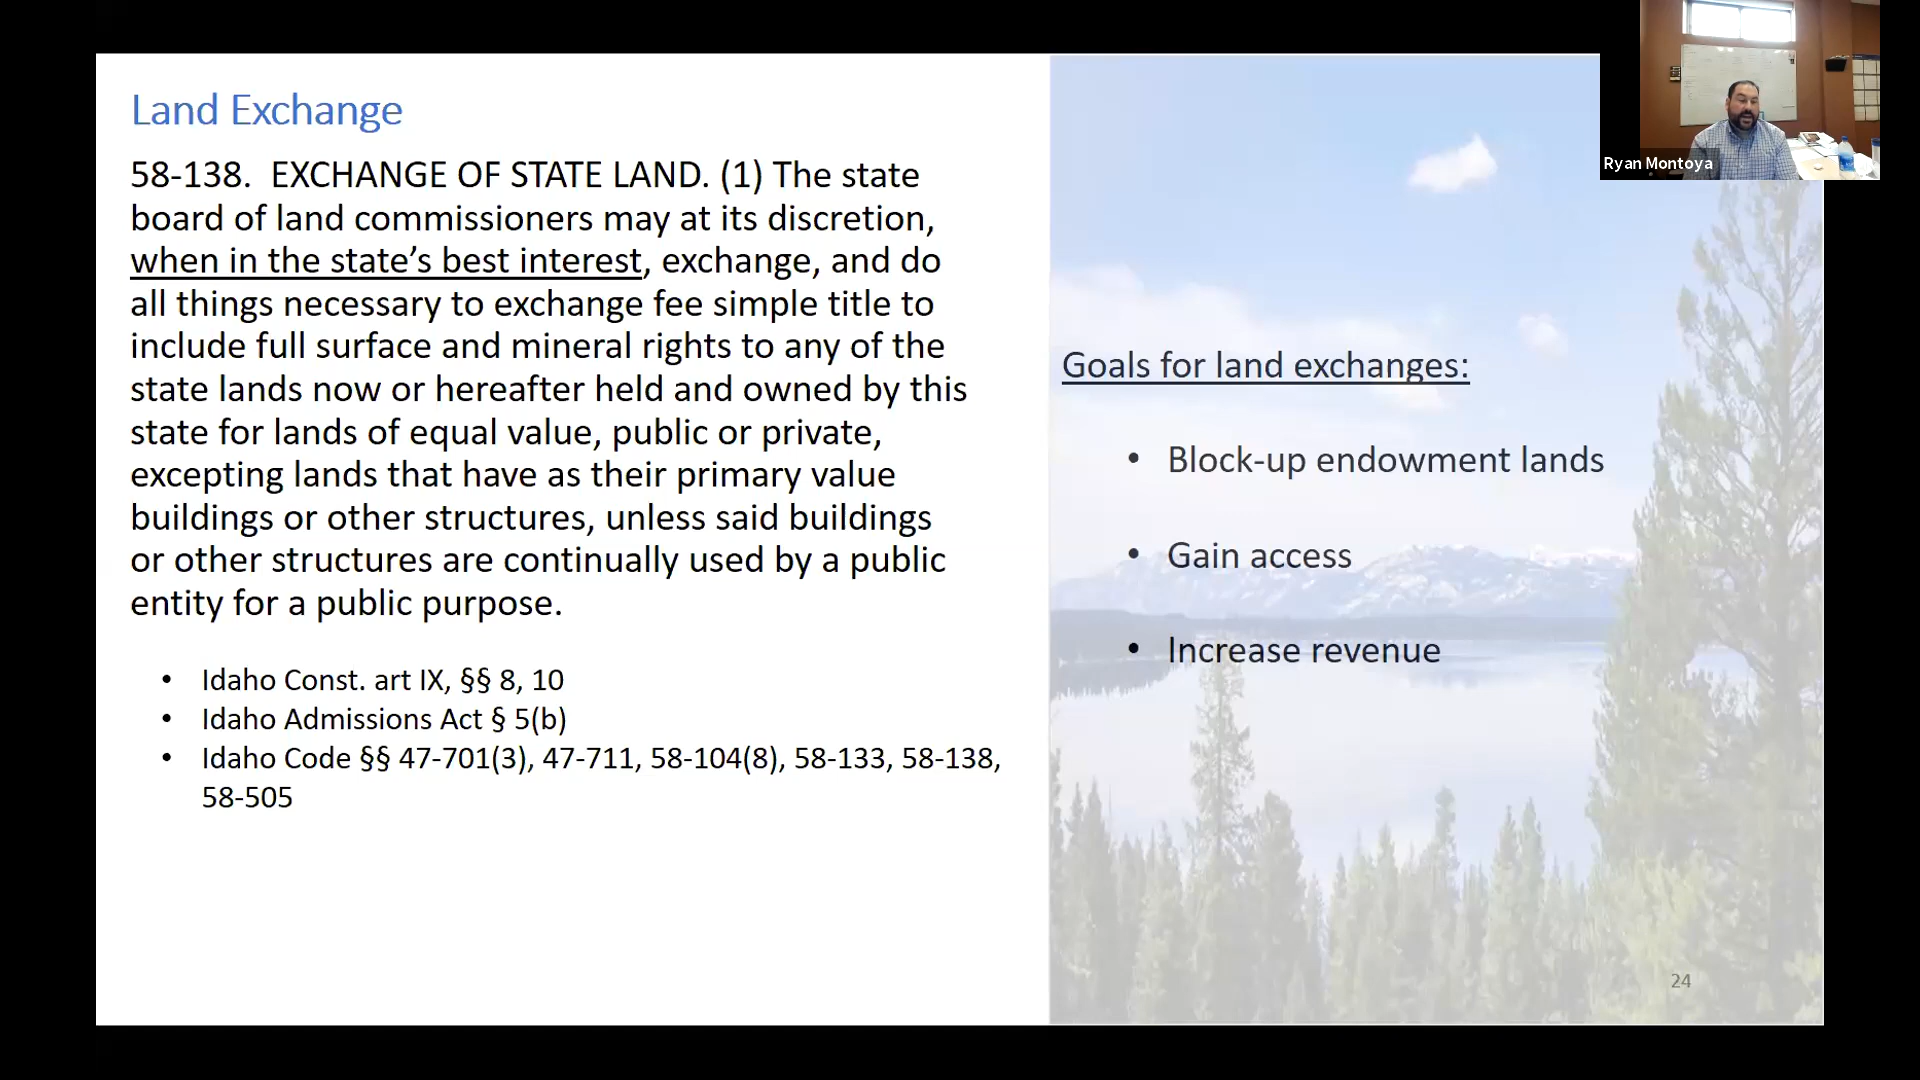 Land Exchange
58-138.  EXCHANGE OF STATE LAND. (1) The state
board of land commissioners may at its discretion,
when in the state’s best interest, exchange, and do
all things necessary to exchange fee simple title to
include full surface and mineral rights to any of the
state lands now or hereafter held and owned by this
state for lands of equal value, public or private,
excepting lands that have as their primary value
buildings or other structures, unless said buildings
or other structures are continually used by a public
entity for a public purpose.
• Idaho Const. art IX, §§ 8, 10
• Idaho Admissions Act § 5(b)
• Idaho Code §§ 47-701(3), 47-711, 58-104(8), 58-133, 58-138,
58-505
Goals for land exchanges:
• Block-up endowment lands
• Gain access
• Increase revenue
24
Ryan Montoya